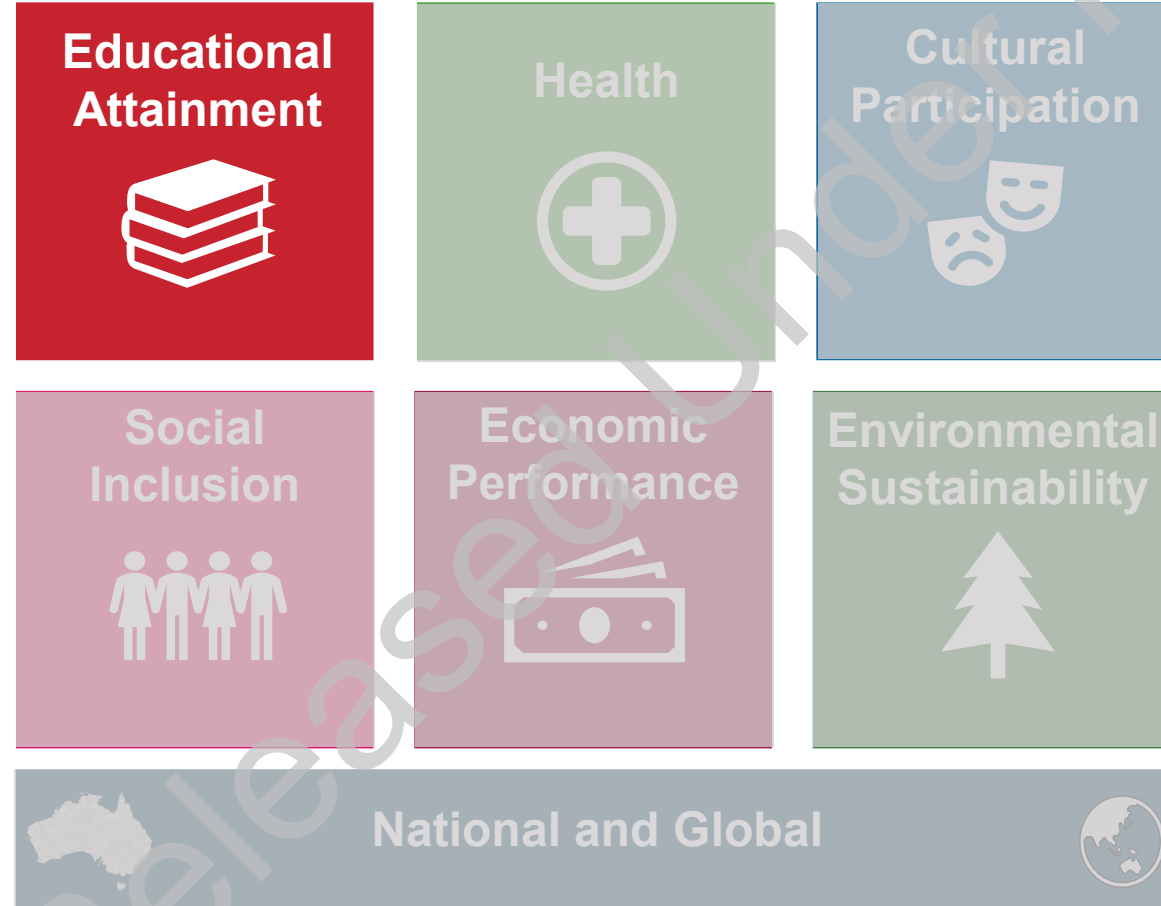 Educational
Attainment
Health
Cultural
Participation
Social
Inclusion
Economic
Performance
Environmental
Sustainability
National and Global
Released Under